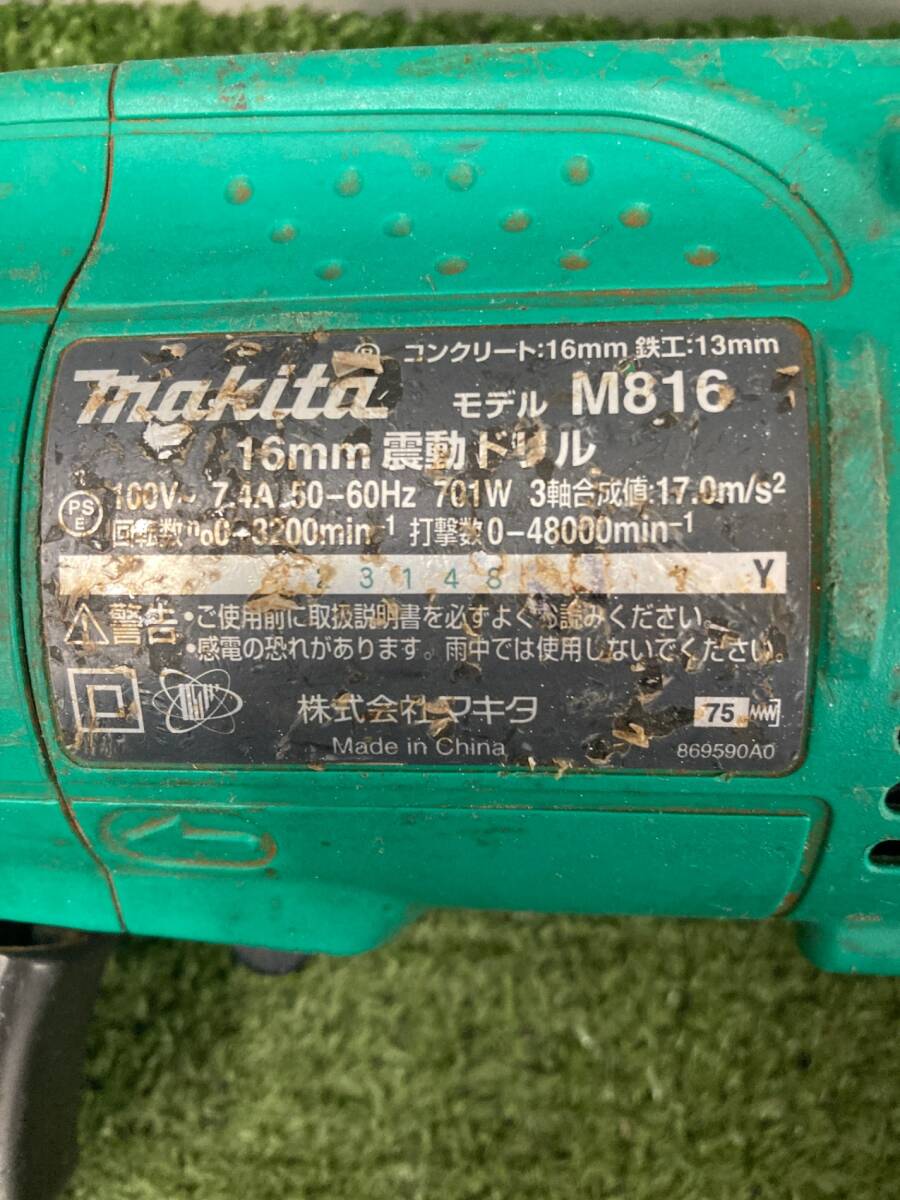 コンクリート:16mm 鉄工:13mm
makita® モデル M816
16mm 震動ドリル
PS E 100V~ 7.4A 50-60Hz 701W 3軸合成値:17.0m/s²
回転数 n₀0-3200min⁻¹ 打撃数 0-48000min⁻¹
23148 Y
警告 •ご使用前に取扱説明書を必ずよくお読みください。
•感電の恐れがあります。雨中では使用しないでください。
株式会社マキタ 75
Made in China 869590A0